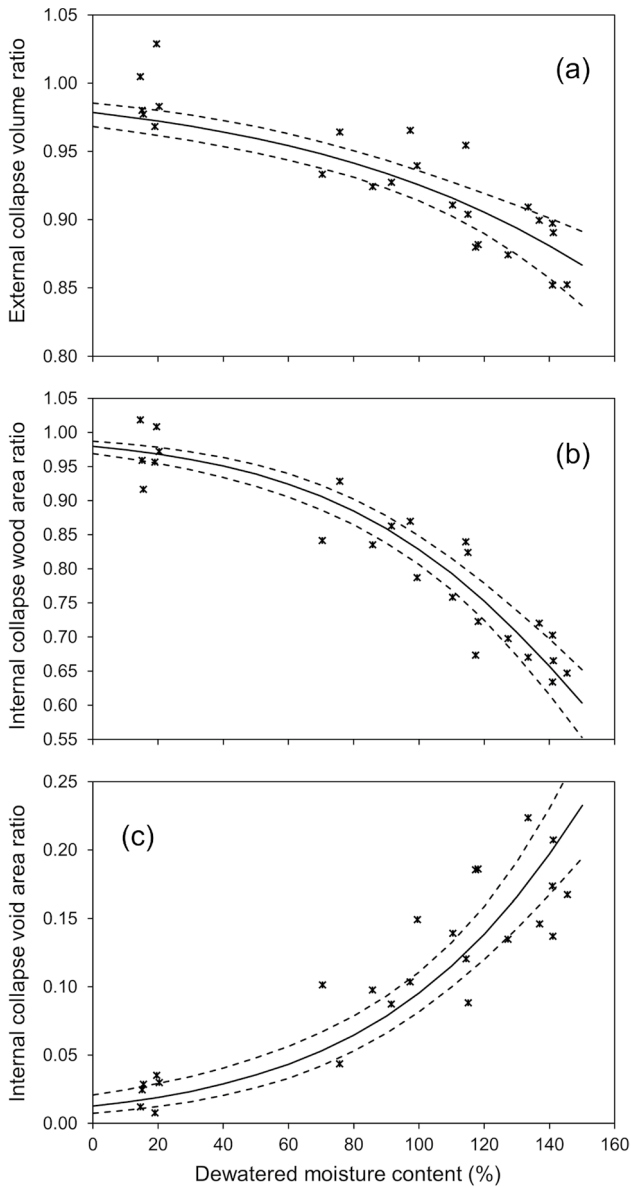 1.05
(a)
1.00
0.95
0.90
0.85
0.80
External collapse volume ratio
1.05
1.00
(b)
0.95
0.90
0.85
0.80
0.75
0.70
0.65
0.60
0.55
Internal collapse wood area ratio
0.25
(c)
0.20
0.15
0.10
0.05
0.00
Internal collapse void area ratio
0 20 40 60 80 100 120 140 160
Dewatered moisture content (%)